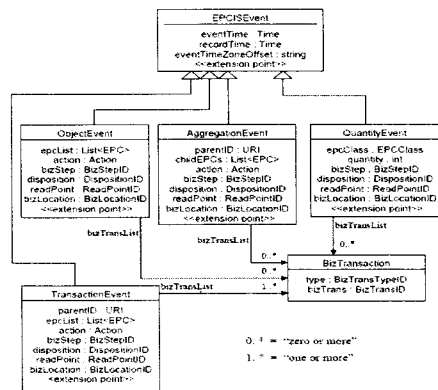 EPCISEvent
eventTime : Time
recordTime : Time
eventTimeZoneOffset : string
<<extension point>>
ObjectEvent
epcList : List<EPC>
action : Action
bizStep : BizStepID
disposition : DispositionID
readPoint : ReadPointID
bizLocation : BizLocationID
<<extension point>>
AggregationEvent
parentID : URI
childEPCs : List<EPC>
action : Action
bizStep : BizStepID
disposition : DispositionID
readPoint : ReadPointID
bizLocation : BizLocationID
<<extension point>>
QuantityEvent
epcClass : EPCClass
quantity : int
bizStep : BizStepID
disposition : DispositionID
readPoint : ReadPointID
bizLocation : BizLocationID
<<extension point>>
bizTransList
bizTransList
bizTransList
0..*
0..*
0..*
bizTransList
1..*
BizTransaction
type : BizTransTypeID
bizTrans : BizTransID
TransactionEvent
parentID : URI
epcList : List<EPC>
action : Action
bizStep : BizStepID
disposition : DispositionID
readPoint : ReadPointID
bizLocation : BizLocationID
<extension point>>
0..* = "zero or more"
1..* = "one or more"